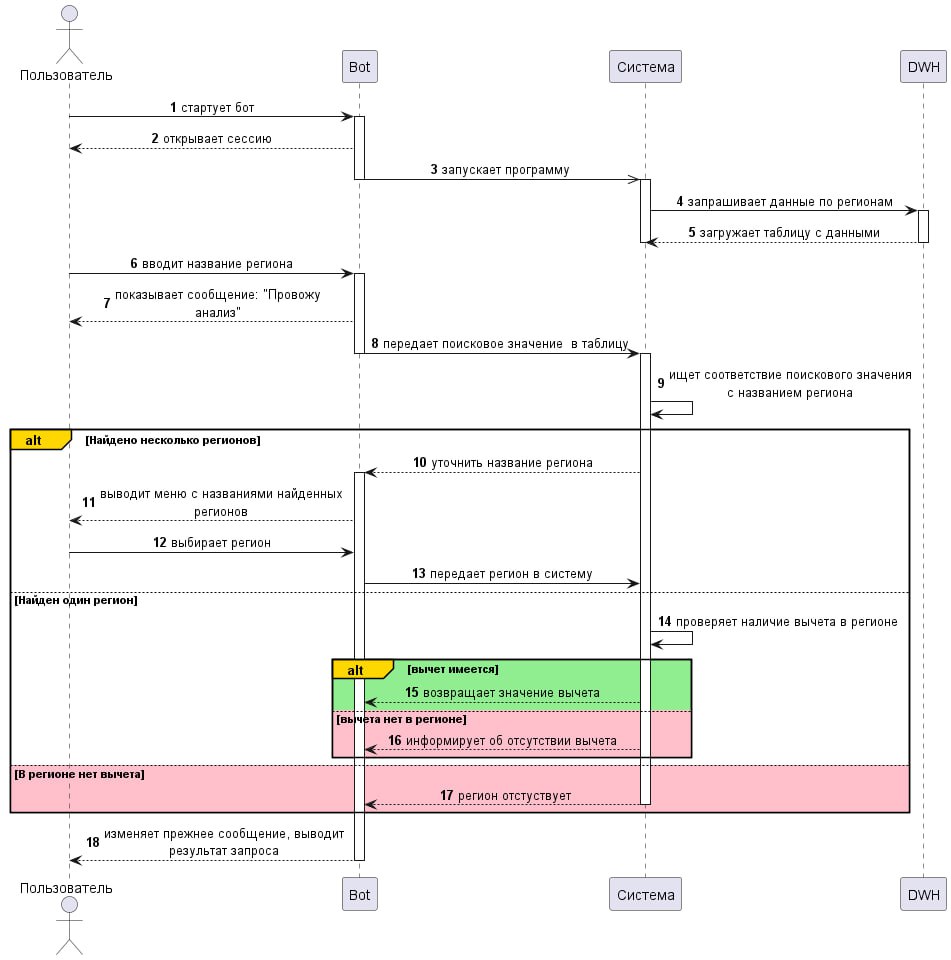 Пользователь
Bot
Система
DWH
1 стартует бот
2 открывает сессию
3 запускает программу
4 запрашивает данные по регионам
5 загружает таблицу с данными
6 вводит название региона
7 показывает сообщение: "Провожу
анализ"
8 передает поисковое значение  в таблицу
9 ищет соответствие поискового значения
с названием региона
alt [Найдено несколько регионов]
10 уточнить название региона
11 выводит меню с названиями найденных
регионов
12 выбирает регион
13 передает регион в систему
[Найден один регион]
14 проверяет наличие вычета в регионе
alt [вычет имеется]
15 возвращает значение вычета
[вычета нет в регионе]
16 информирует об отсутствии вычета
[В регионе нет вычета]
17 регион отстуствует
18 изменяет прежнее сообщение, выводит
результат запроса
Пользователь
Bot
Система
DWH